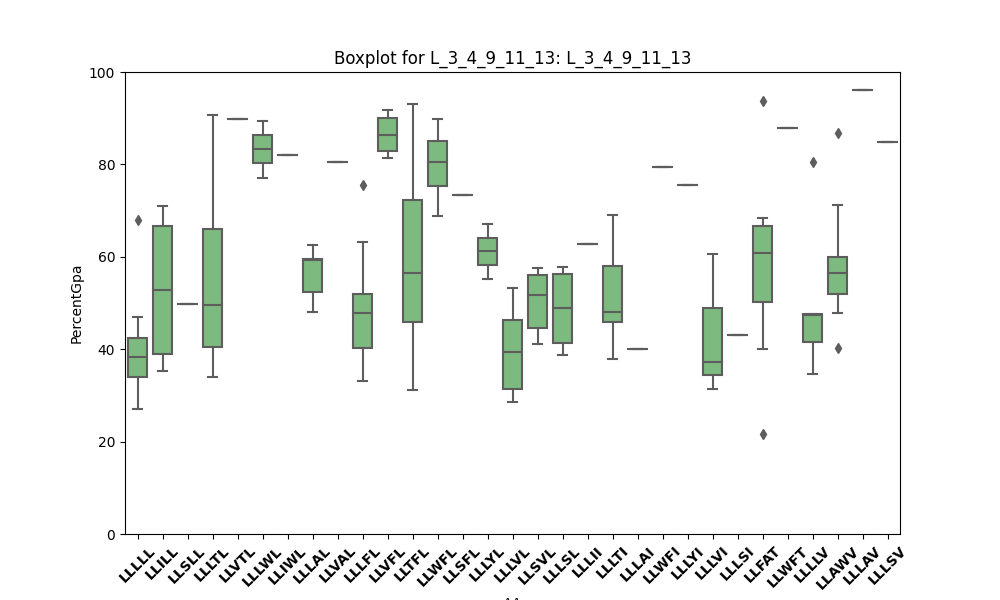 Boxplot for L_3_4_9_11_13: L_3_4_9_11_13
100
80
60
40
20
0
PercentGpa
LLLLL
LLILL
LLSLL
LLLTL
LLVTL
LLLWL
LLIWL
LLLAL
LLVAL
LLLFL
LLVFL
LLTFL
LLWFL
LLSFL
LLLYL
LLLVL
LLSVL
LLLSL
LLLII
LLLTI
LLLAI
LLWFI
LLLYI
LLLVI
LLLSI
LLFAT
LLWFT
LLLLV
LLAWV
LLLAV
LLLSV